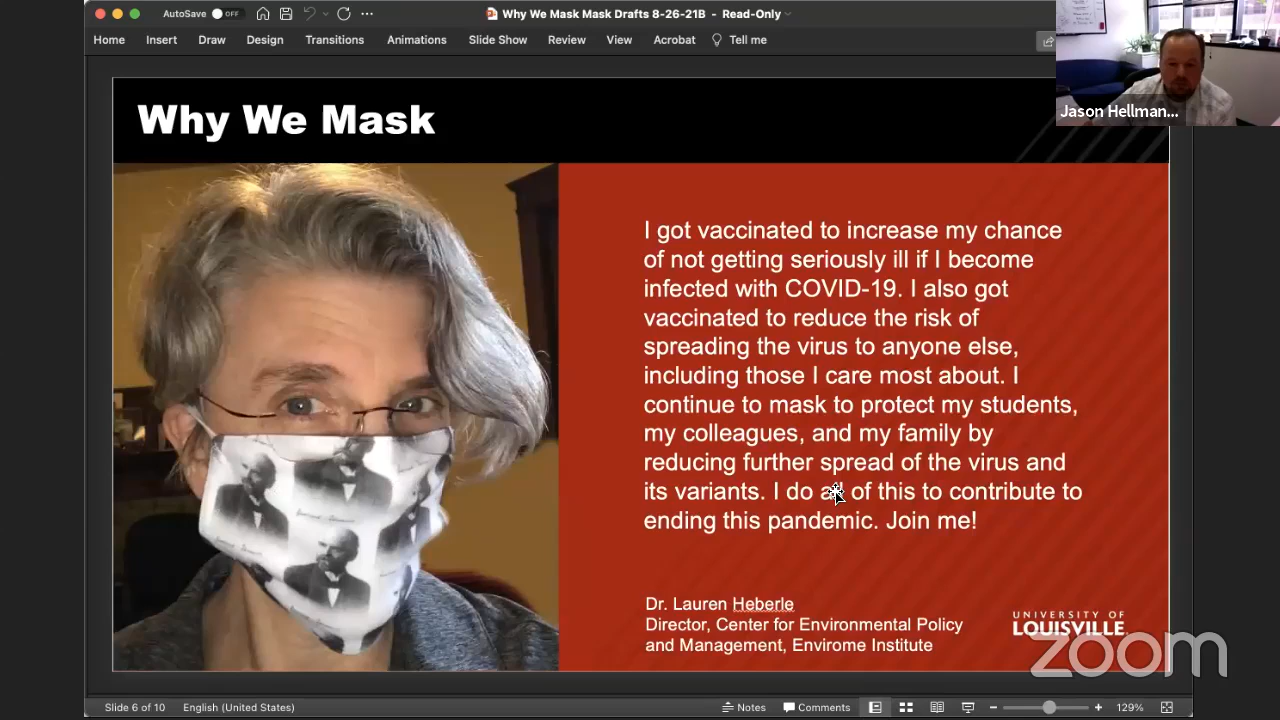 AutoSave OFF
Why We Mask Mask Drafts 8-26-21B - Read-Only
Home Insert Draw Design Transitions Animations Slide Show Review View Acrobat Tell me
Jason Hellman...
Why We Mask
I got vaccinated to increase my chance
of not getting seriously ill if I become
infected with COVID-19. I also got
vaccinated to reduce the risk of
spreading the virus to anyone else,
including those I care most about. I
continue to mask to protect my students,
my colleagues, and my family by
reducing further spread of the virus and
its variants. I do all of this to contribute to
ending this pandemic. Join me!
Dr. Lauren Heberle
Director, Center for Environmental Policy
and Management, Envirome Institute
UNIVERSITY OF
LOUISVILLE
zoom
Slide 6 of 10 English (United States) Notes Comments 129%